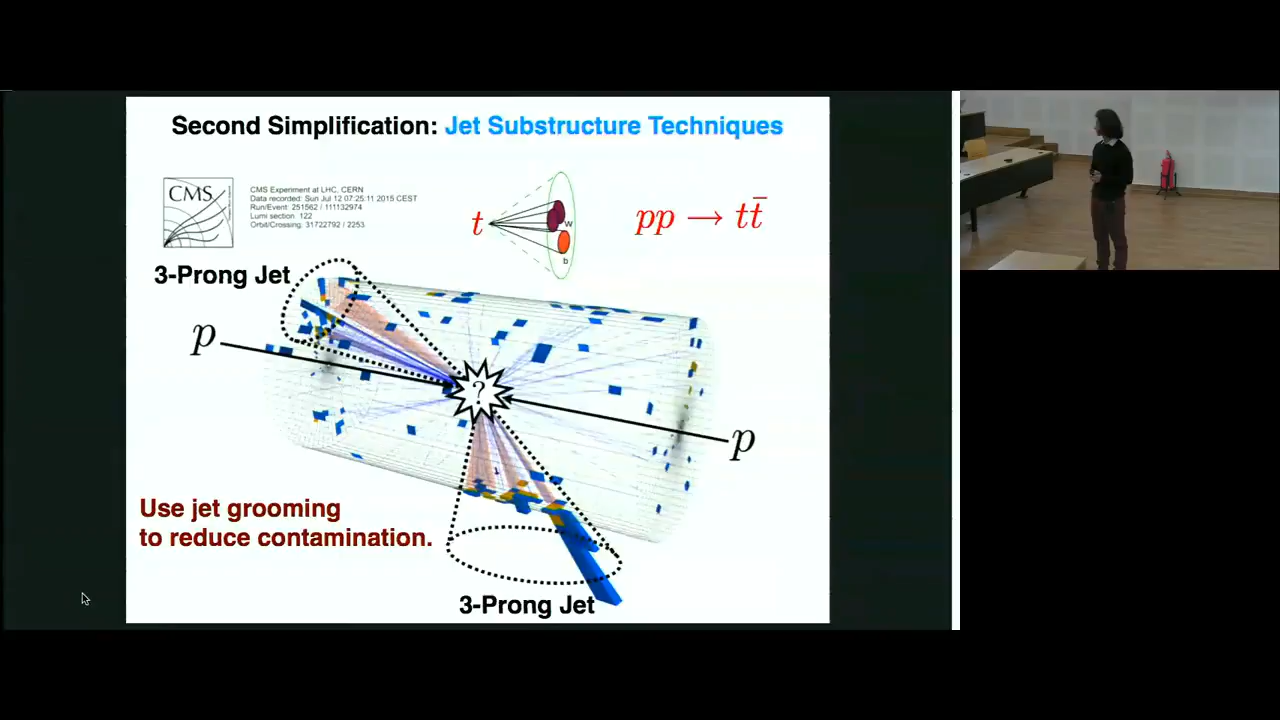 Second Simplification: Jet Substructure Techniques
CMS
CMS Experiment at LHC, CERN
Data recorded: Sun Jul 12 07:25:11 2015 CEST
Run/Event: 251562 / 111132974
Lumi section: 122
Orbit/Crossing: 31722792 / 2253
t
W
b
pp → tt̄
3-Prong Jet
p
?
p
Use jet grooming
to reduce contamination.
3-Prong Jet